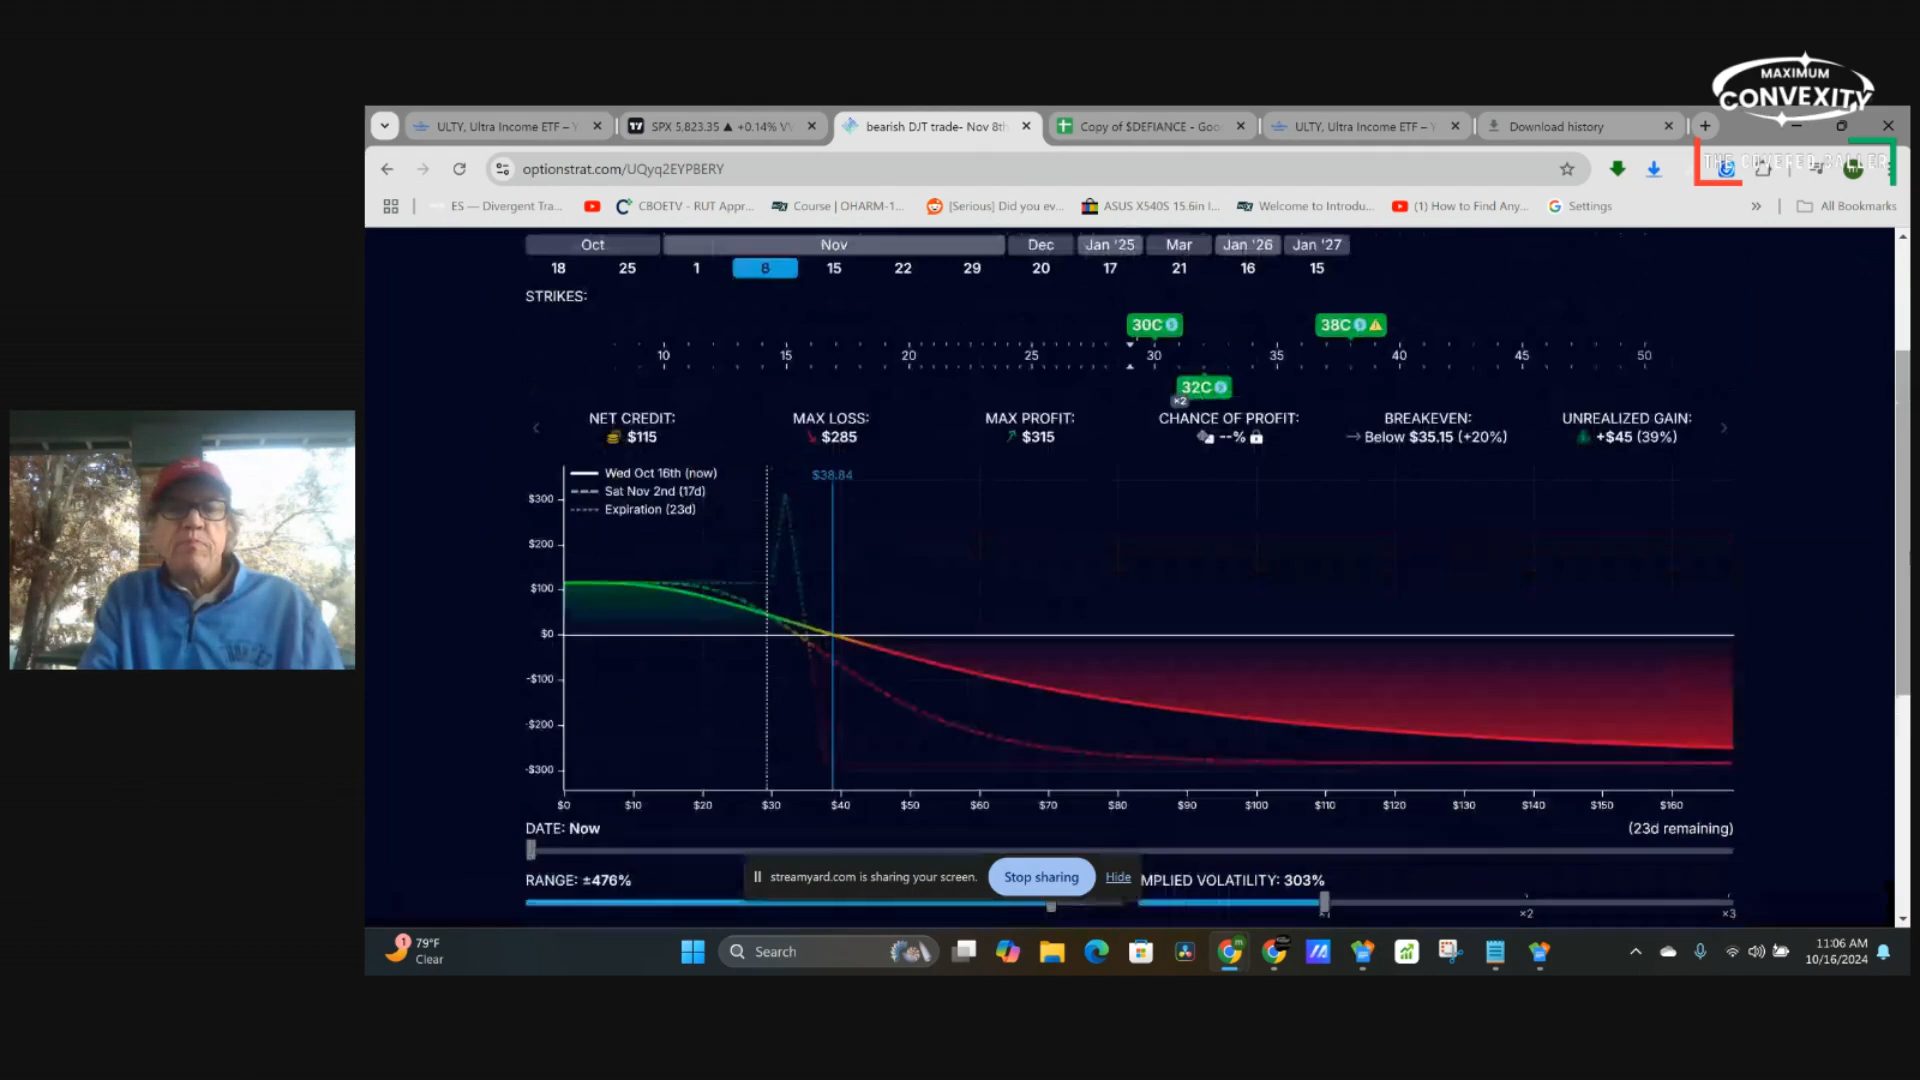 MAXIMUM
CONVEXITY
ULTY, Ultra Income ETF – Y
SPX 5,823.35 ▲ +0.14%
bearish DJT trade- Nov 8th
Copy of $DEFIANCE - Goo
ULTY, Ultra Income ETF – Y
Download history
optionstrat.com/UQyq2EYPBERY
THE COVERED CALLER
ES — Divergent Tra...
CBOETV - RUT Appr...
Course | OHARM-1...
[Serious] Did you ev...
ASUS X540S 15.6in I...
Welcome to Introdu...
(1) How to Find Any...
Settings
»
All Bookmarks
Oct Nov Dec Jan '25 Mar Jan '26 Jan '27
18 25 1 8 15 22 29 20 17 21 16 15
STRIKES:
30C 38C
10 15 20 25 30 35 40 45 50
32C
×2
NET CREDIT: MAX LOSS: MAX PROFIT: CHANCE OF PROFIT: BREAKEVEN: UNREALIZED GAIN:
$115 $285 $315 --% Below $35.15 (+20%) +$45 (39%)
Wed Oct 16th (now)
Sat Nov 2nd (17d)
Expiration (23d)
$38.84
$300
$200
$100
$0
-$100
-$200
-$300
$0 $10 $20 $30 $40 $50 $60 $70 $80 $90 $100 $110 $120 $130 $140 $150 $160
DATE: Now (23d remaining)
RANGE: ±476%
streamyard.com is sharing your screen. Stop sharing Hide
MPLIED VOLATILITY: 303%
×2 ×3
1
79°F
Clear
Search
11:06 AM
10/16/2024